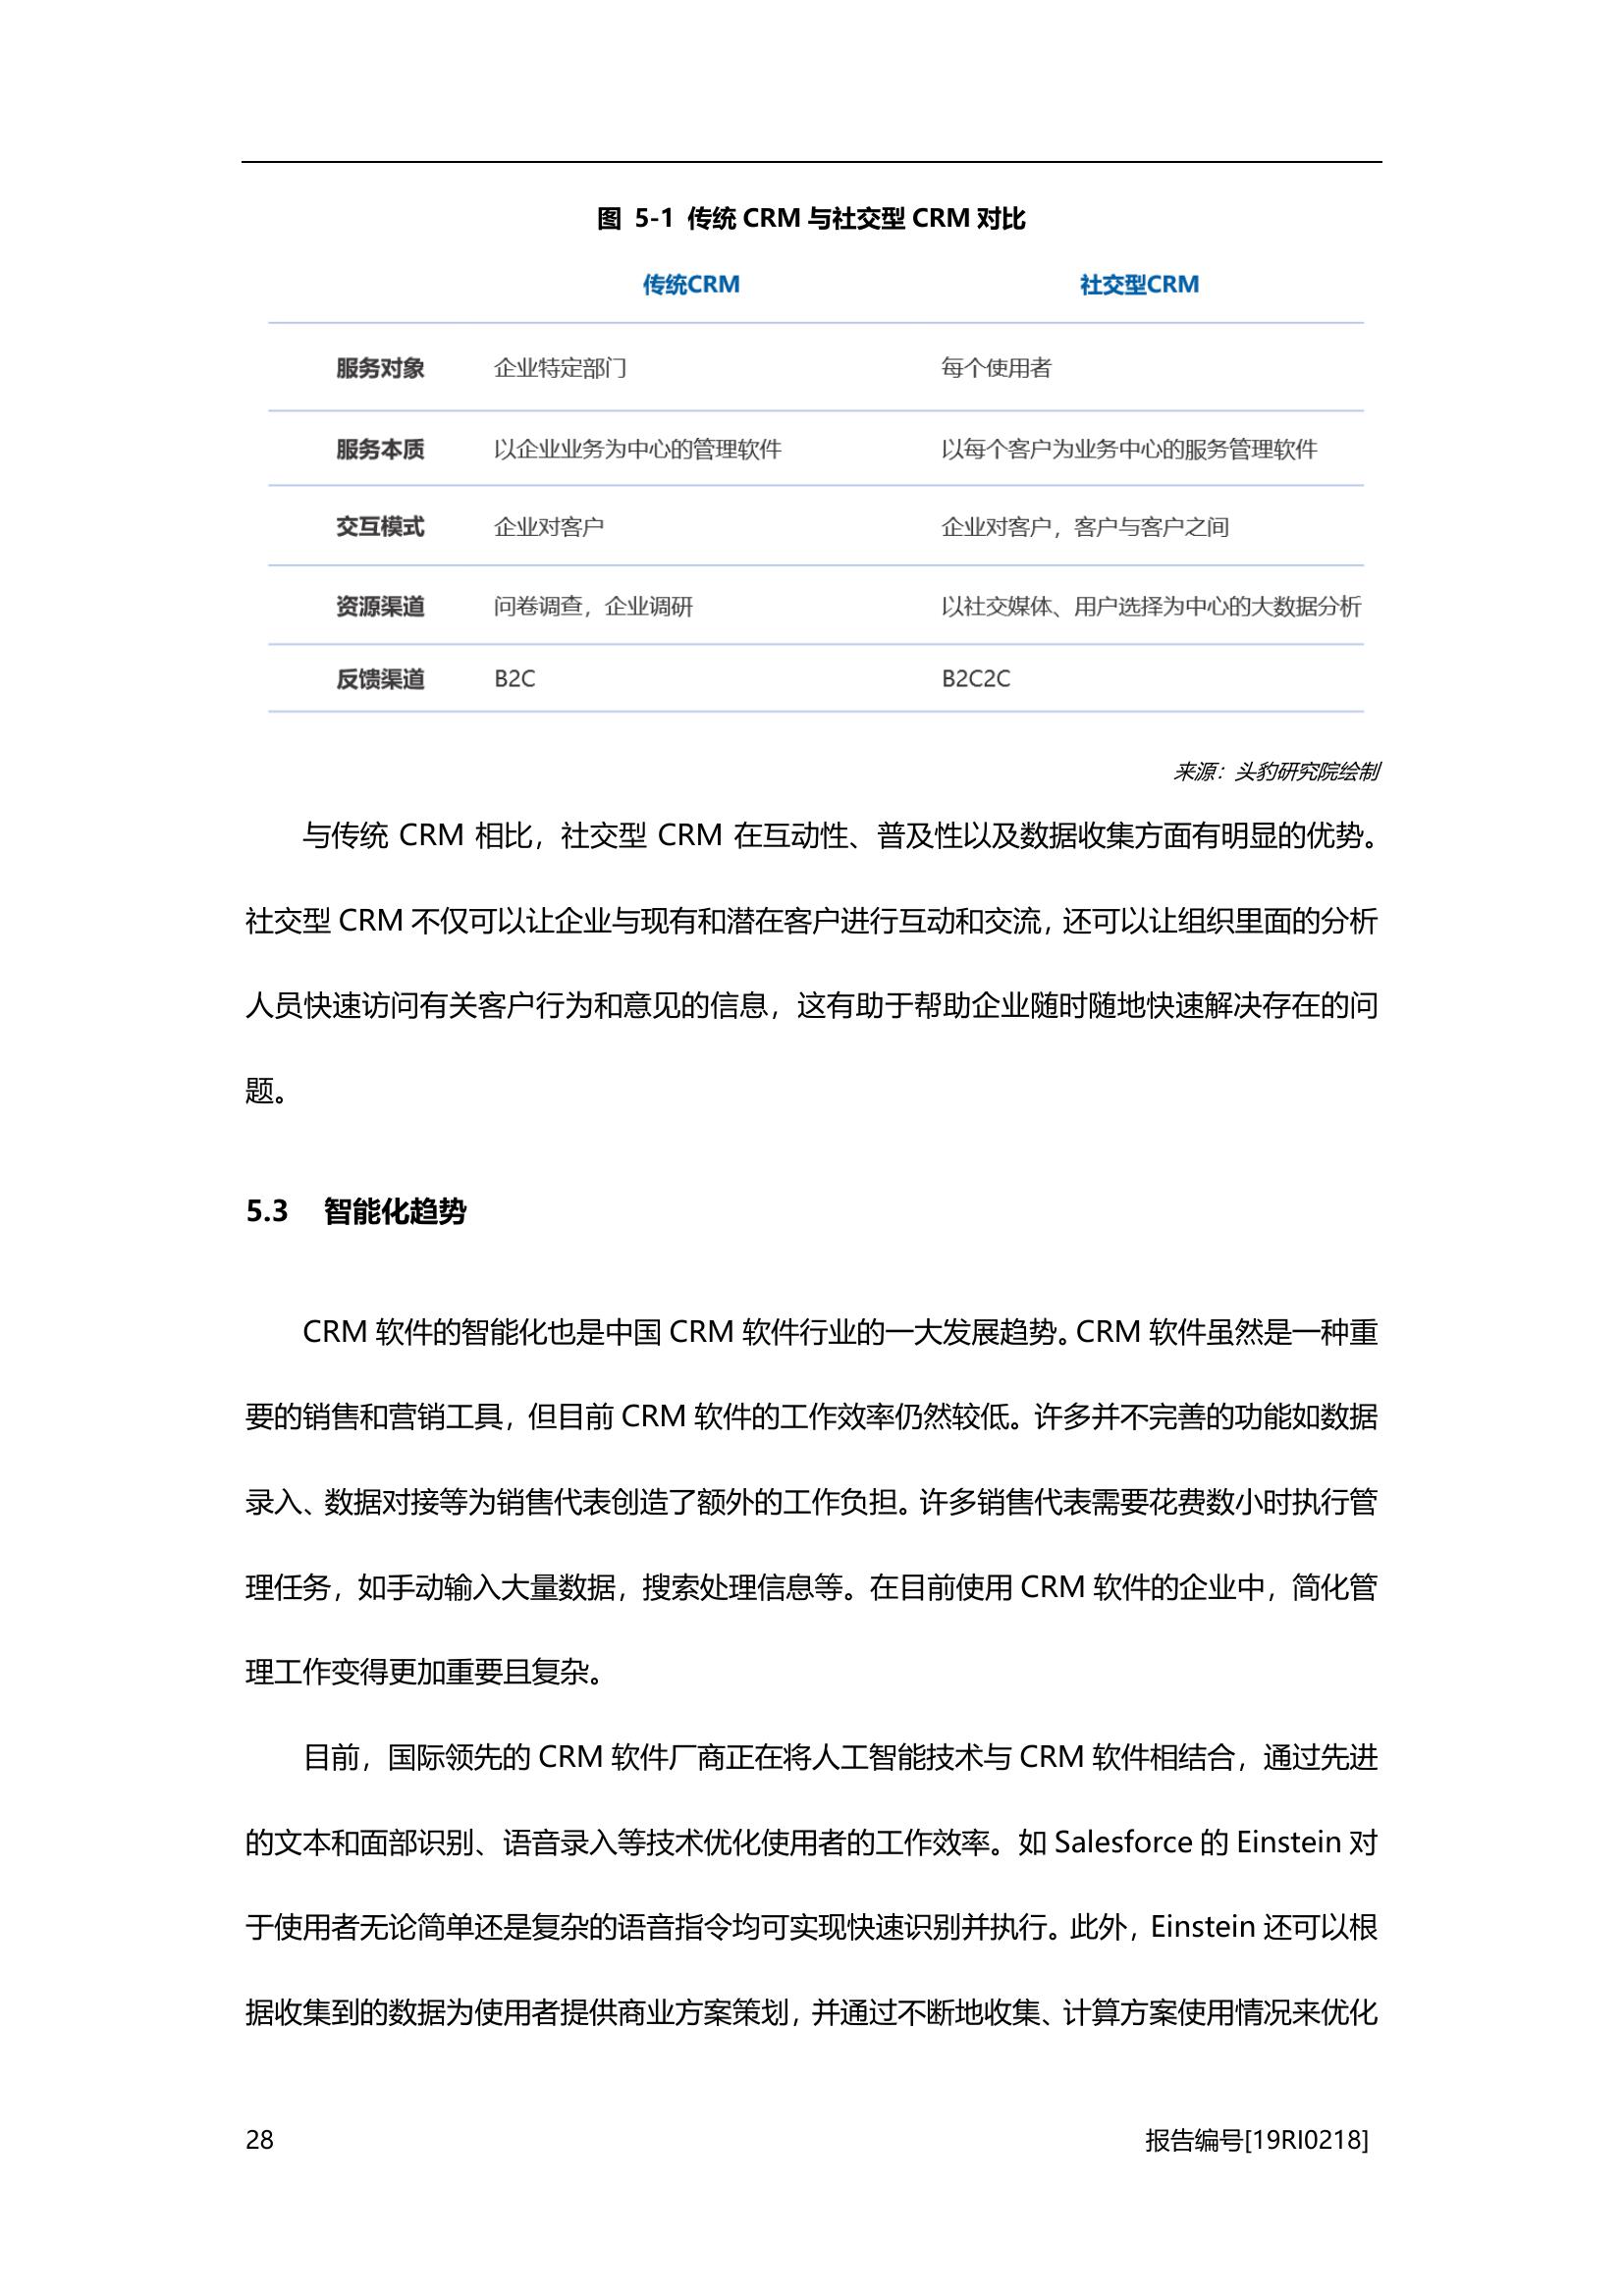 图 5-1 传统 CRM 与社交型 CRM 对比
传统CRM 社交型CRM
服务对象 企业特定部门 每个使用者
服务本质 以企业业务为中心的管理软件 以每个客户为业务中心的服务管理软件
交互模式 企业对客户 企业对客户，客户与客户之间
资源渠道 问卷调查，企业调研 以社交媒体、用户选择为中心的大数据分析
反馈渠道 B2C B2C2C
来源：头豹研究院绘制
与传统 CRM 相比，社交型 CRM 在互动性、普及性以及数据收集方面有明显的优势。
社交型 CRM 不仅可以让企业与现有和潜在客户进行互动和交流，还可以让组织里面的分析
人员快速访问有关客户行为和意见的信息，这有助于帮助企业随时随地快速解决存在的问
题。
5.3 智能化趋势
CRM 软件的智能化也是中国 CRM 软件行业的一大发展趋势。CRM 软件虽然是一种重
要的销售和营销工具，但目前 CRM 软件的工作效率仍然较低。许多并不完善的功能如数据
录入、数据对接等为销售代表创造了额外的工作负担。许多销售代表需要花费数小时执行管
理任务，如手动输入大量数据，搜索处理信息等。在目前使用 CRM 软件的企业中，简化管
理工作变得更加重要且复杂。
目前，国际领先的 CRM 软件厂商正在将人工智能技术与 CRM 软件相结合，通过先进
的文本和面部识别、语音录入等技术优化使用者的工作效率。如 Salesforce 的 Einstein 对
于使用者无论简单还是复杂的语音指令均可实现快速识别并执行。此外，Einstein 还可以根
据收集到的数据为使用者提供商业方案策划，并通过不断地收集、计算方案使用情况来优化
28 报告编号[19RI0218]